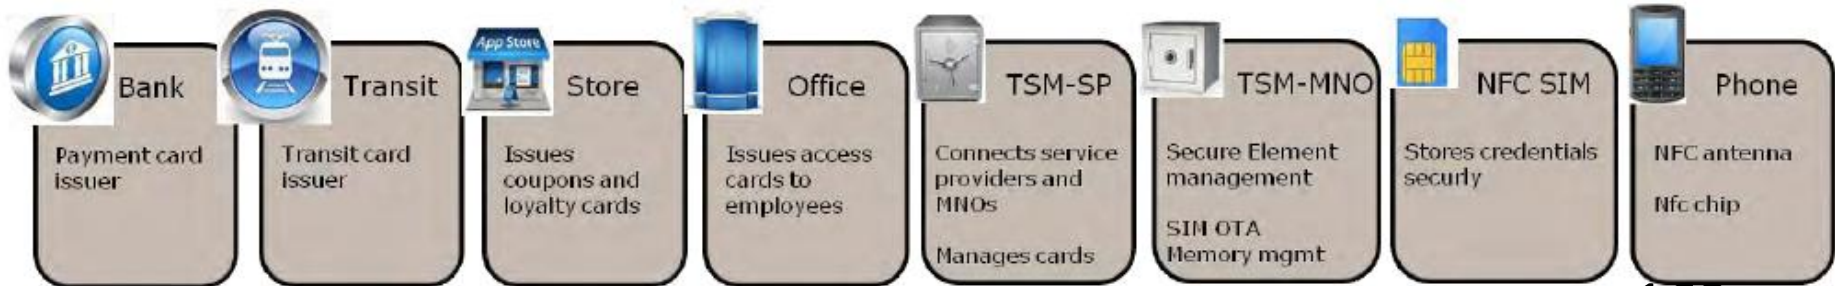 Bank
Payment card
issuer
Transit
Transit card
issuer
App Store
Store
Issues
coupons and
loyalty cards
Office
Issues access
cards to
employees
TSM-SP
Connects service
providers and
MNOs
Manages cards
TSM-MNO
Secure Element
management
SIM OTA
Memory mgmt
NFC SIM
Stores credentials
securly
Phone
NFC antenna
Nfc chip